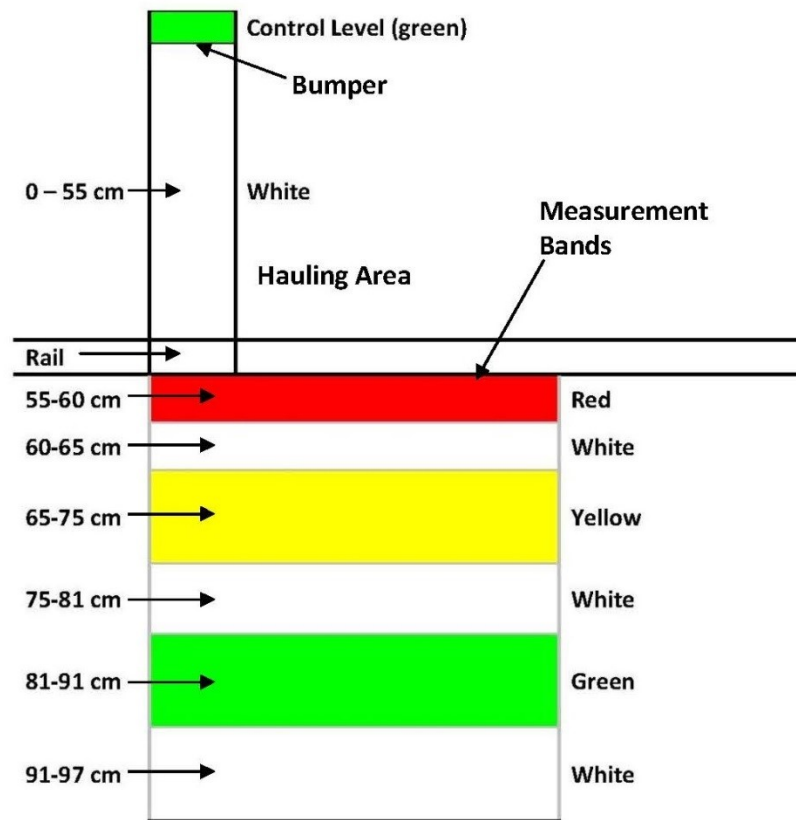 Control Level (green)
Bumper
0 – 55 cm
White
Measurement
Bands
Hauling Area
Rail
55-60 cm
Red
60-65 cm
White
65-75 cm
Yellow
75-81 cm
White
81-91 cm
Green
91-97 cm
White